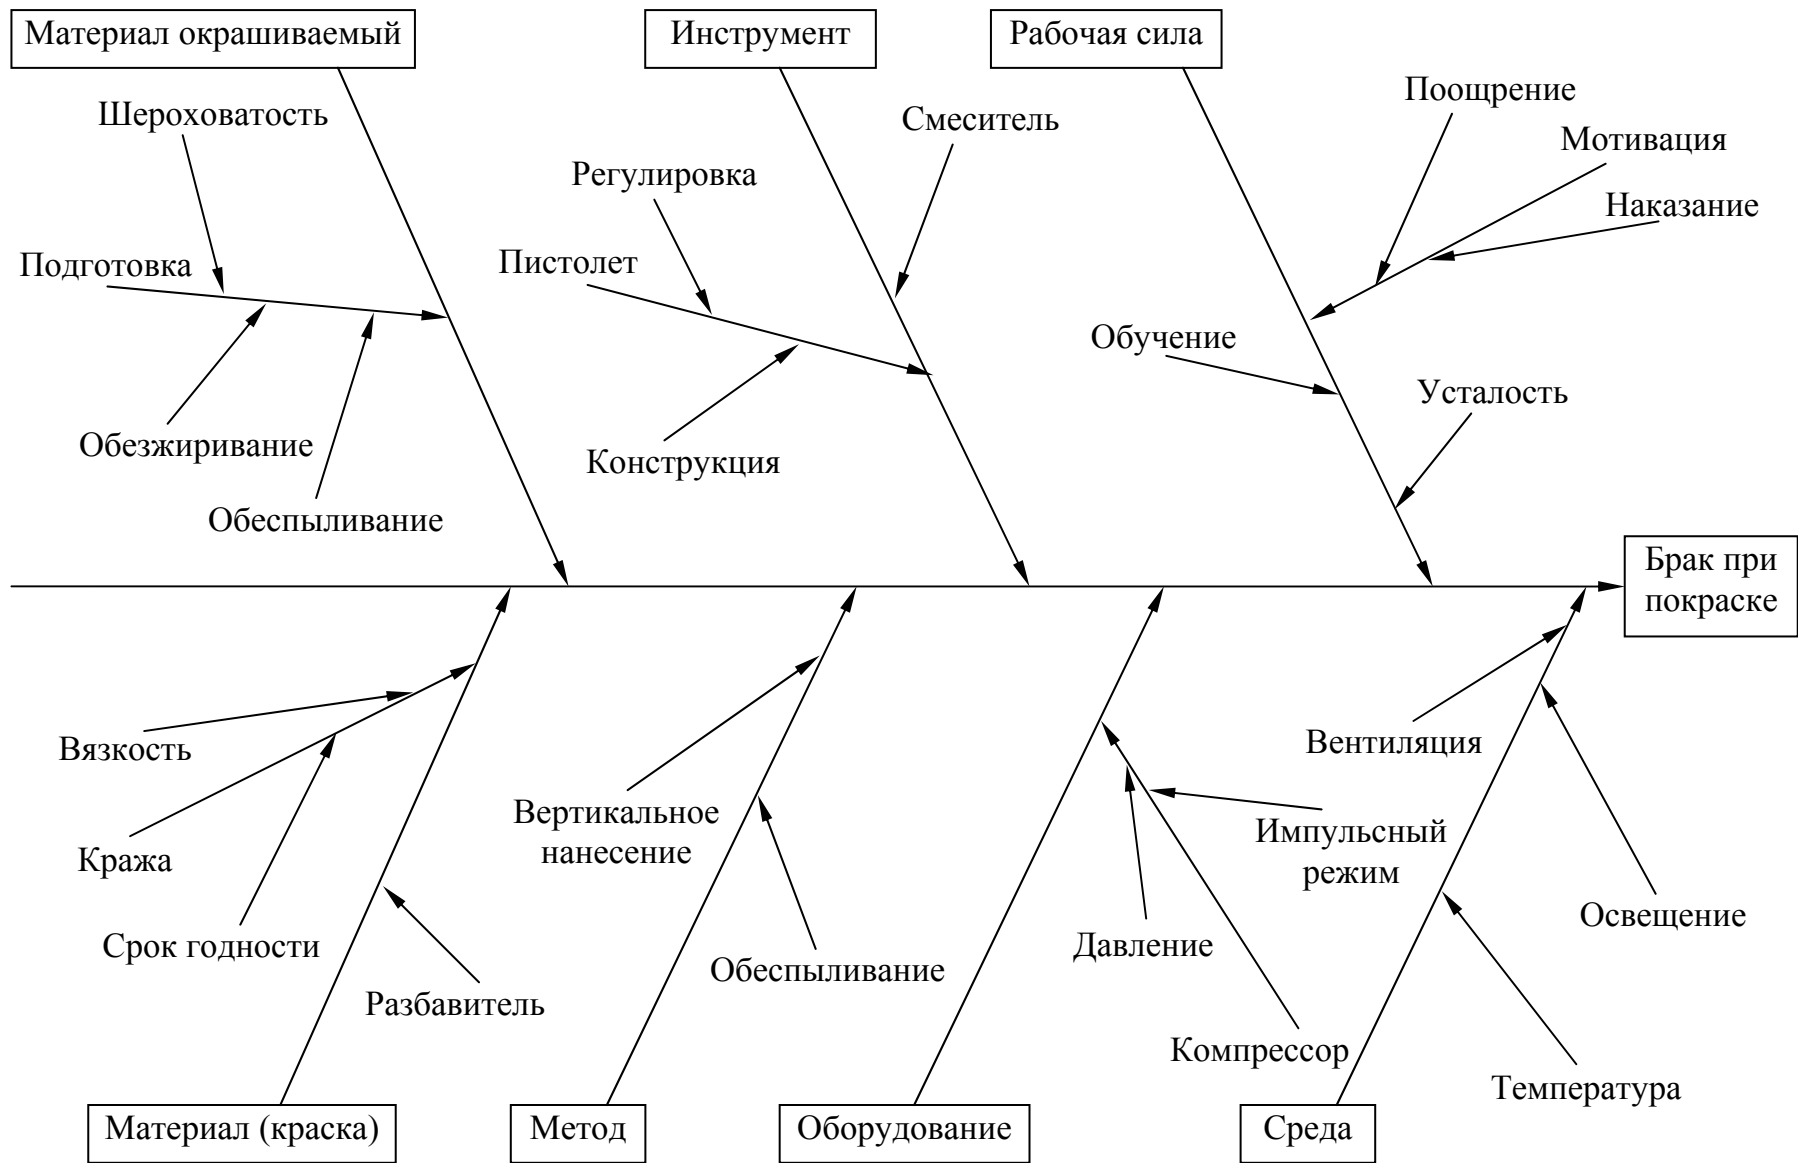 Материал окрашиваемый
Инструмент
Рабочая сила
Шероховатость
Смеситель
Поощрение
Мотивация
Регулировка
Наказание
Подготовка
Пистолет
Обучение
Усталость
Обезжиривание
Конструкция
Обеспыливание
Брак при
покраске
Вязкость
Вентиляция
Вертикальное
нанесение
Импульсный
режим
Кража
Срок годности
Освещение
Давление
Обеспыливание
Разбавитель
Компрессор
Температура
Материал (краска)
Метод
Оборудование
Среда